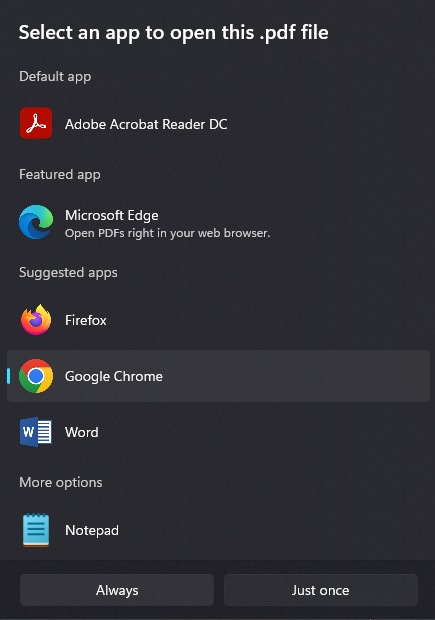 Select an app to open this .pdf file
Default app
Adobe Acrobat Reader DC
Featured app
Microsoft Edge
Open PDFs right in your web browser.
Suggested apps
Firefox
Google Chrome
W
Word
More options
Notepad
Always
Just once